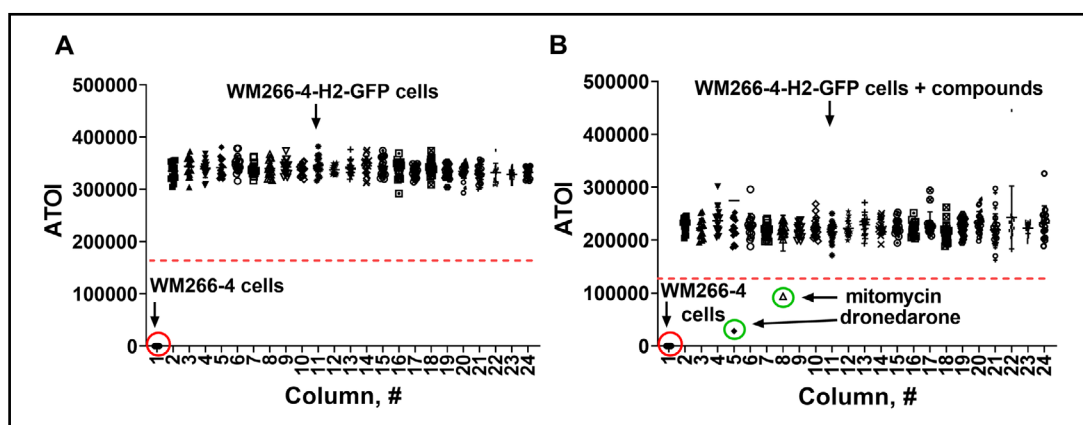 A
WM266-4-H2-GFP cells
500000
400000
300000
200000
100000
0
ATOI
WM266-4 cells
1 2 3 4 5 6 7 8 9 10 11 12 13 14 15 16 17 18 19 20 21 22 23 24
Column, #
B
WM266-4-H2-GFP cells + compounds
500000
400000
300000
200000
100000
0
ATOI
WM266-4
cells
mitomycin
dronedarone
1 2 3 4 5 6 7 8 9 10 11 12 13 14 15 16 17 18 19 20 21 22 23 24
Column, #